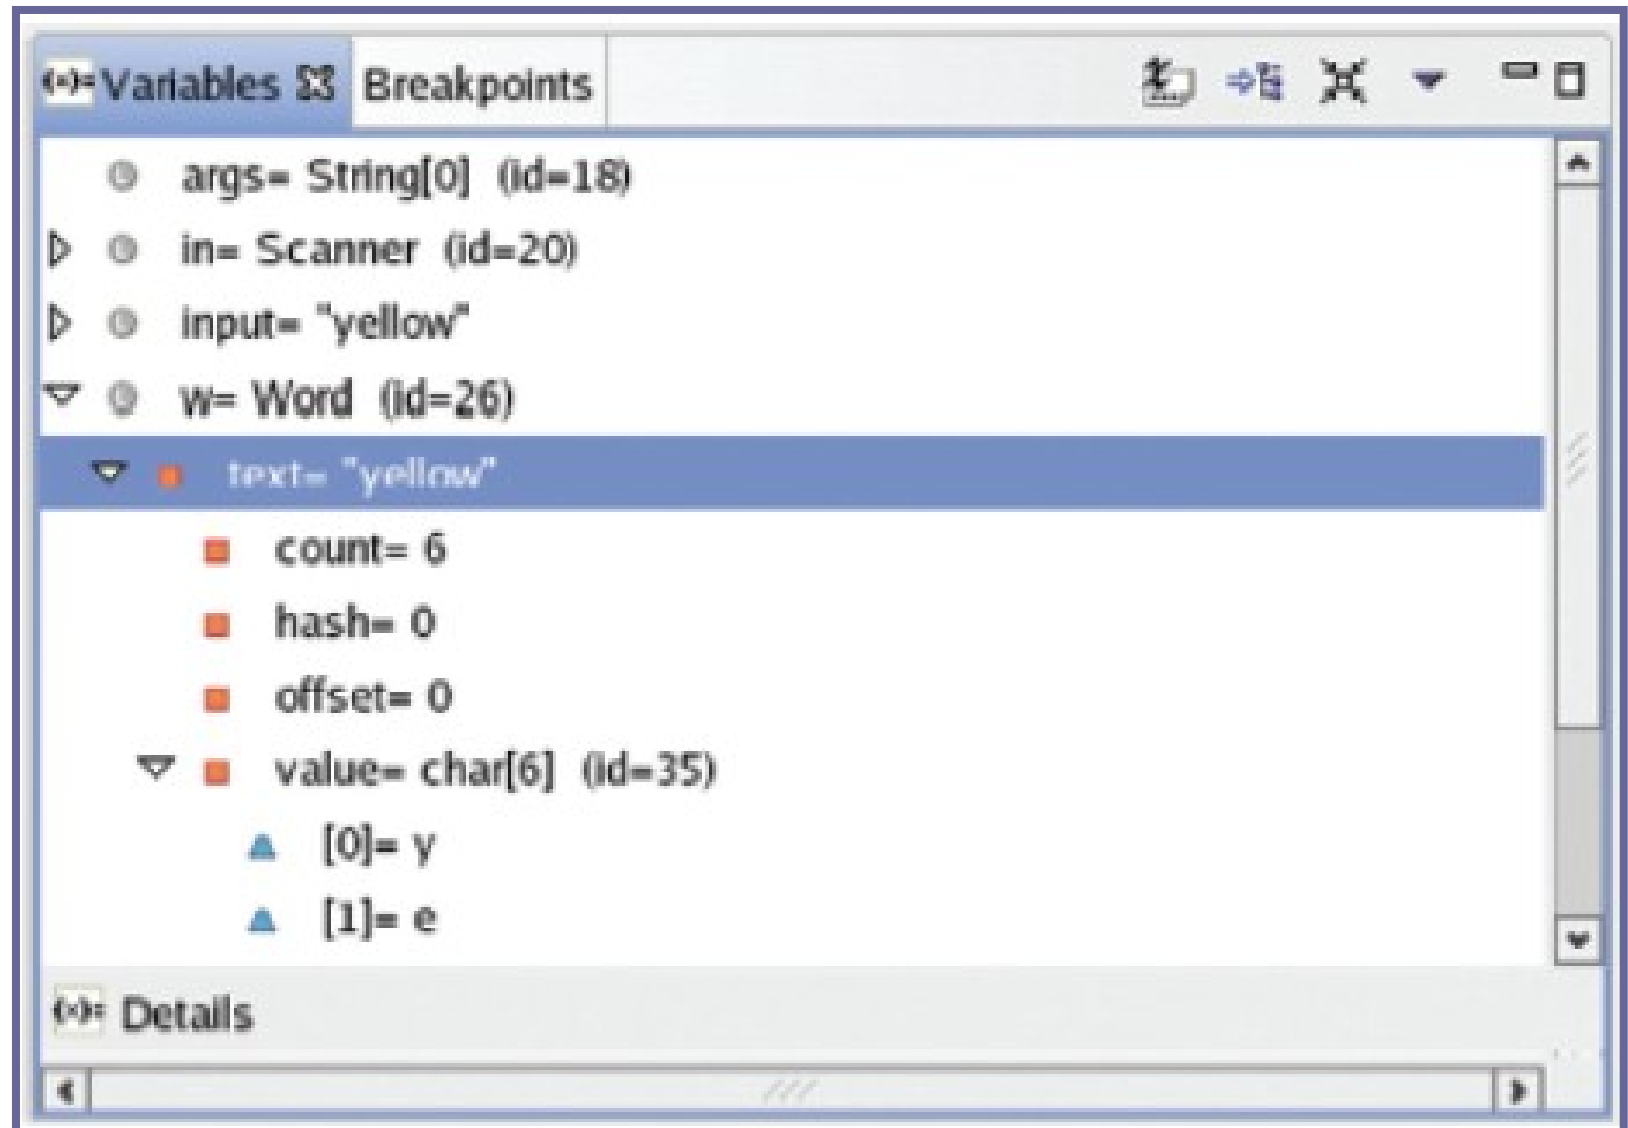 (x)= Variables Breakpoints
args= String[0] (id=18)
in= Scanner (id=20)
input= "yellow"
w= Word (id=26)
text= "yellow"
count= 6
hash= 0
offset= 0
value= char[6] (id=35)
[0]= y
[1]= e
(x)= Details